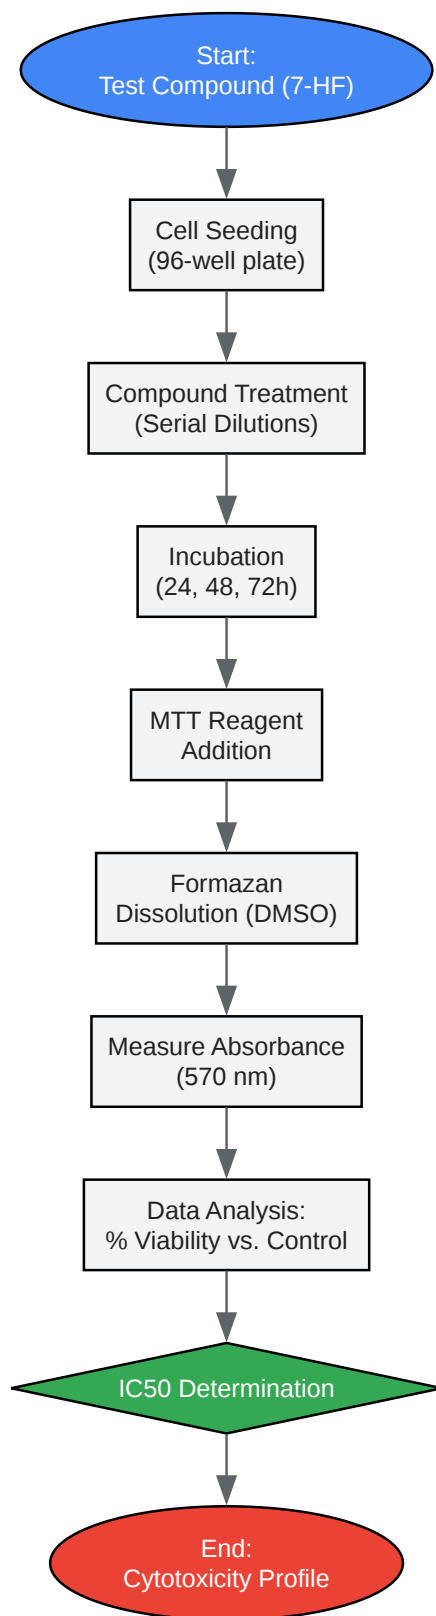 Start:
Test Compound (7-HF)
Cell Seeding
(96-well plate)
Compound Treatment
(Serial Dilutions)
Incubation
(24, 48, 72h)
MTT Reagent
Addition
Formazan
Dissolution (DMSO)
Measure Absorbance
(570 nm)
Data Analysis:
% Viability vs. Control
IC50 Determination
End:
Cytotoxicity Profile